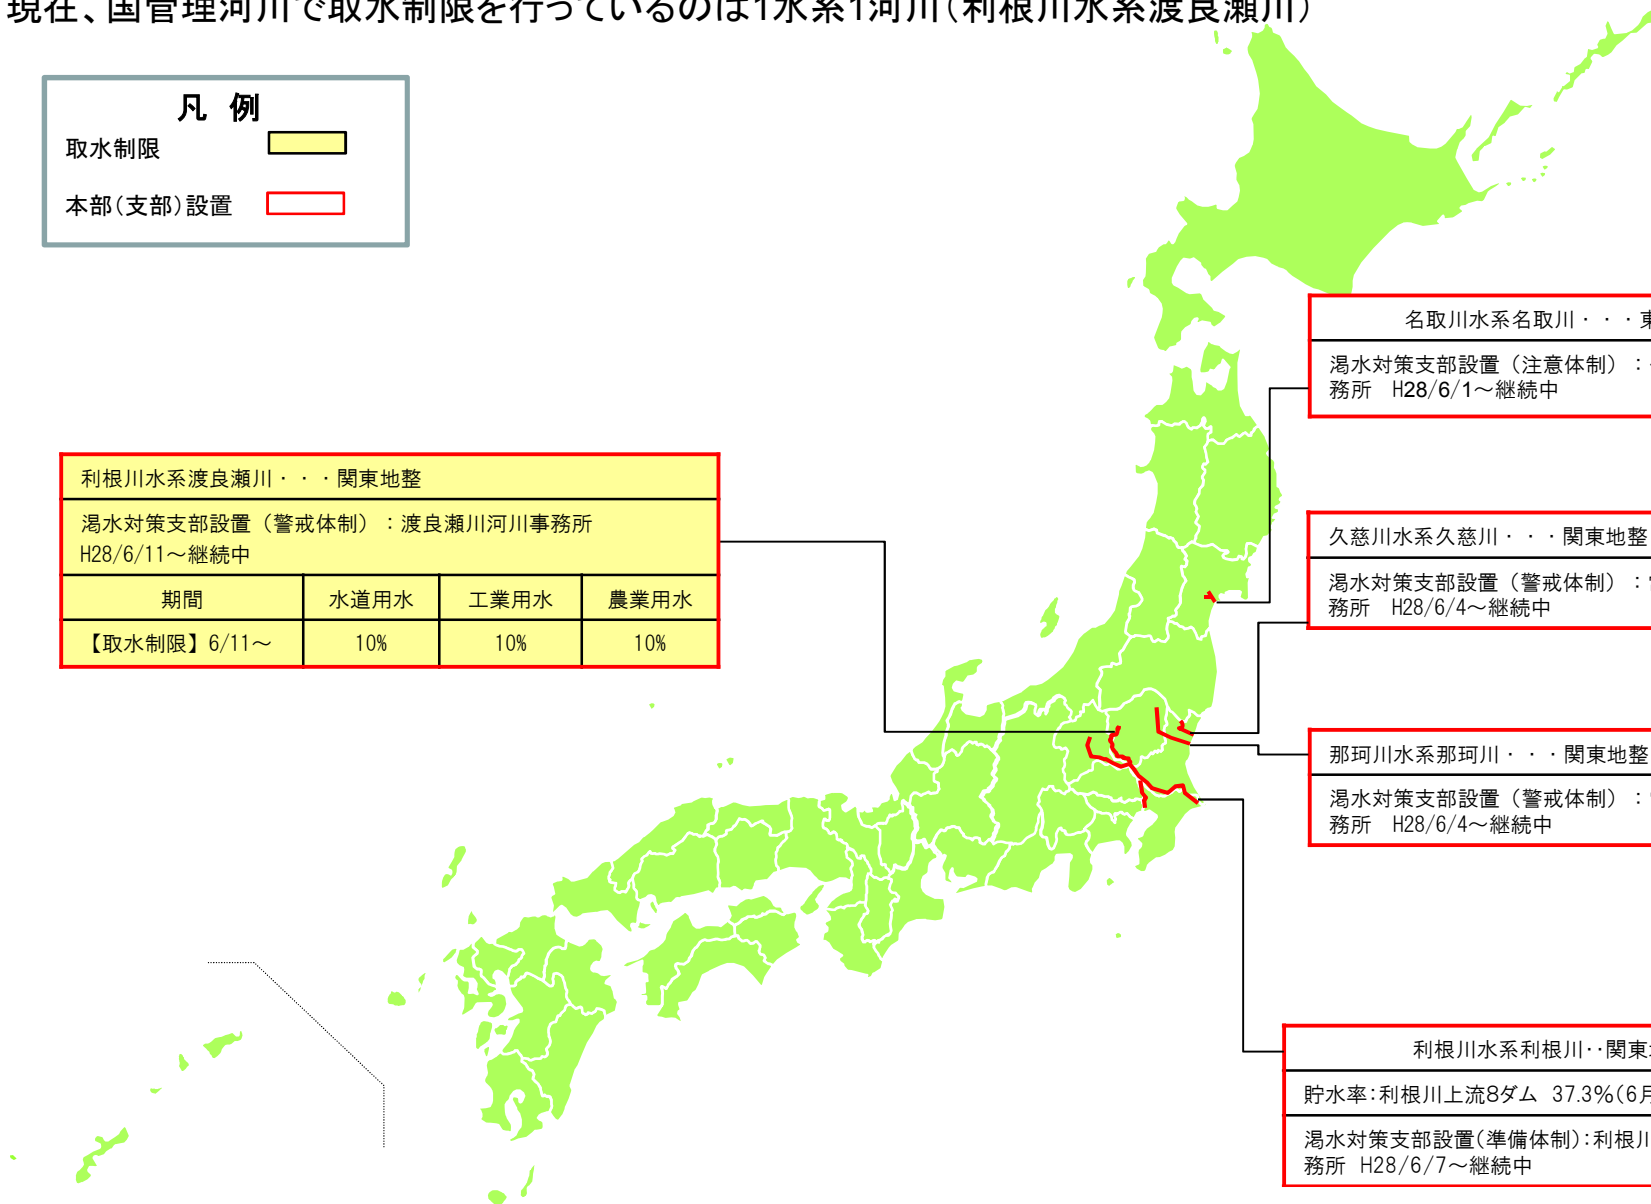 現在、国管理河川で取水制限を行っているのは1水系1河川（利根川水系渡良瀬川）
凡 例
取水制限
本部（支部）設置
名取川水系名取川・・・東
渇水対策支部設置（注意体制）：
務所　H28/6/1～継続中
利根川水系渡良瀬川・・・関東地整
渇水対策支部設置（警戒体制）：渡良瀬川河川事務所
H28/6/11～継続中
期間 水道用水 工業用水 農業用水
【取水制限】6/11～ 10% 10% 10%
久慈川水系久慈川・・・関東地整
渇水対策支部設置（警戒体制）：
務所　H28/6/4～継続中
那珂川水系那珂川・・・関東地整
渇水対策支部設置（警戒体制）：
務所　H28/6/4～継続中
利根川水系利根川‥関東
貯水率：利根川上流8ダム 37.3%（6月
渇水対策支部設置（準備体制）：利根川
務所 H28/6/7～継続中